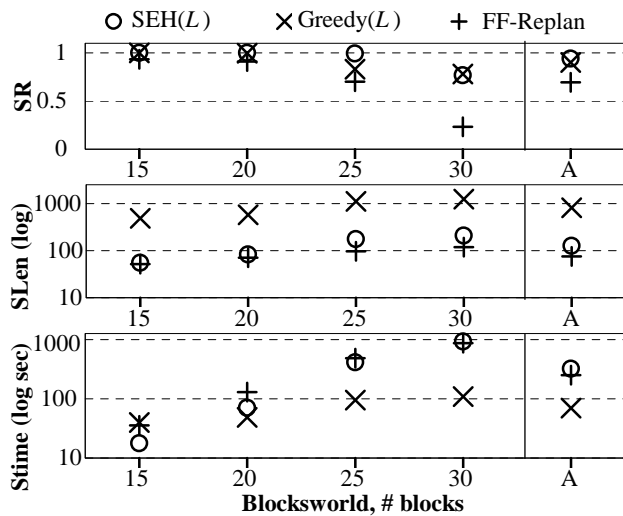 SEH(L) Greedy(L) FF-Replan
SR
1
0.5
0
15 20 25 30 A
SLen (log)
1000
100
10
15 20 25 30 A
Stime (log sec)
1000
100
10
15 20 25 30 A
Blocksworld, # blocks